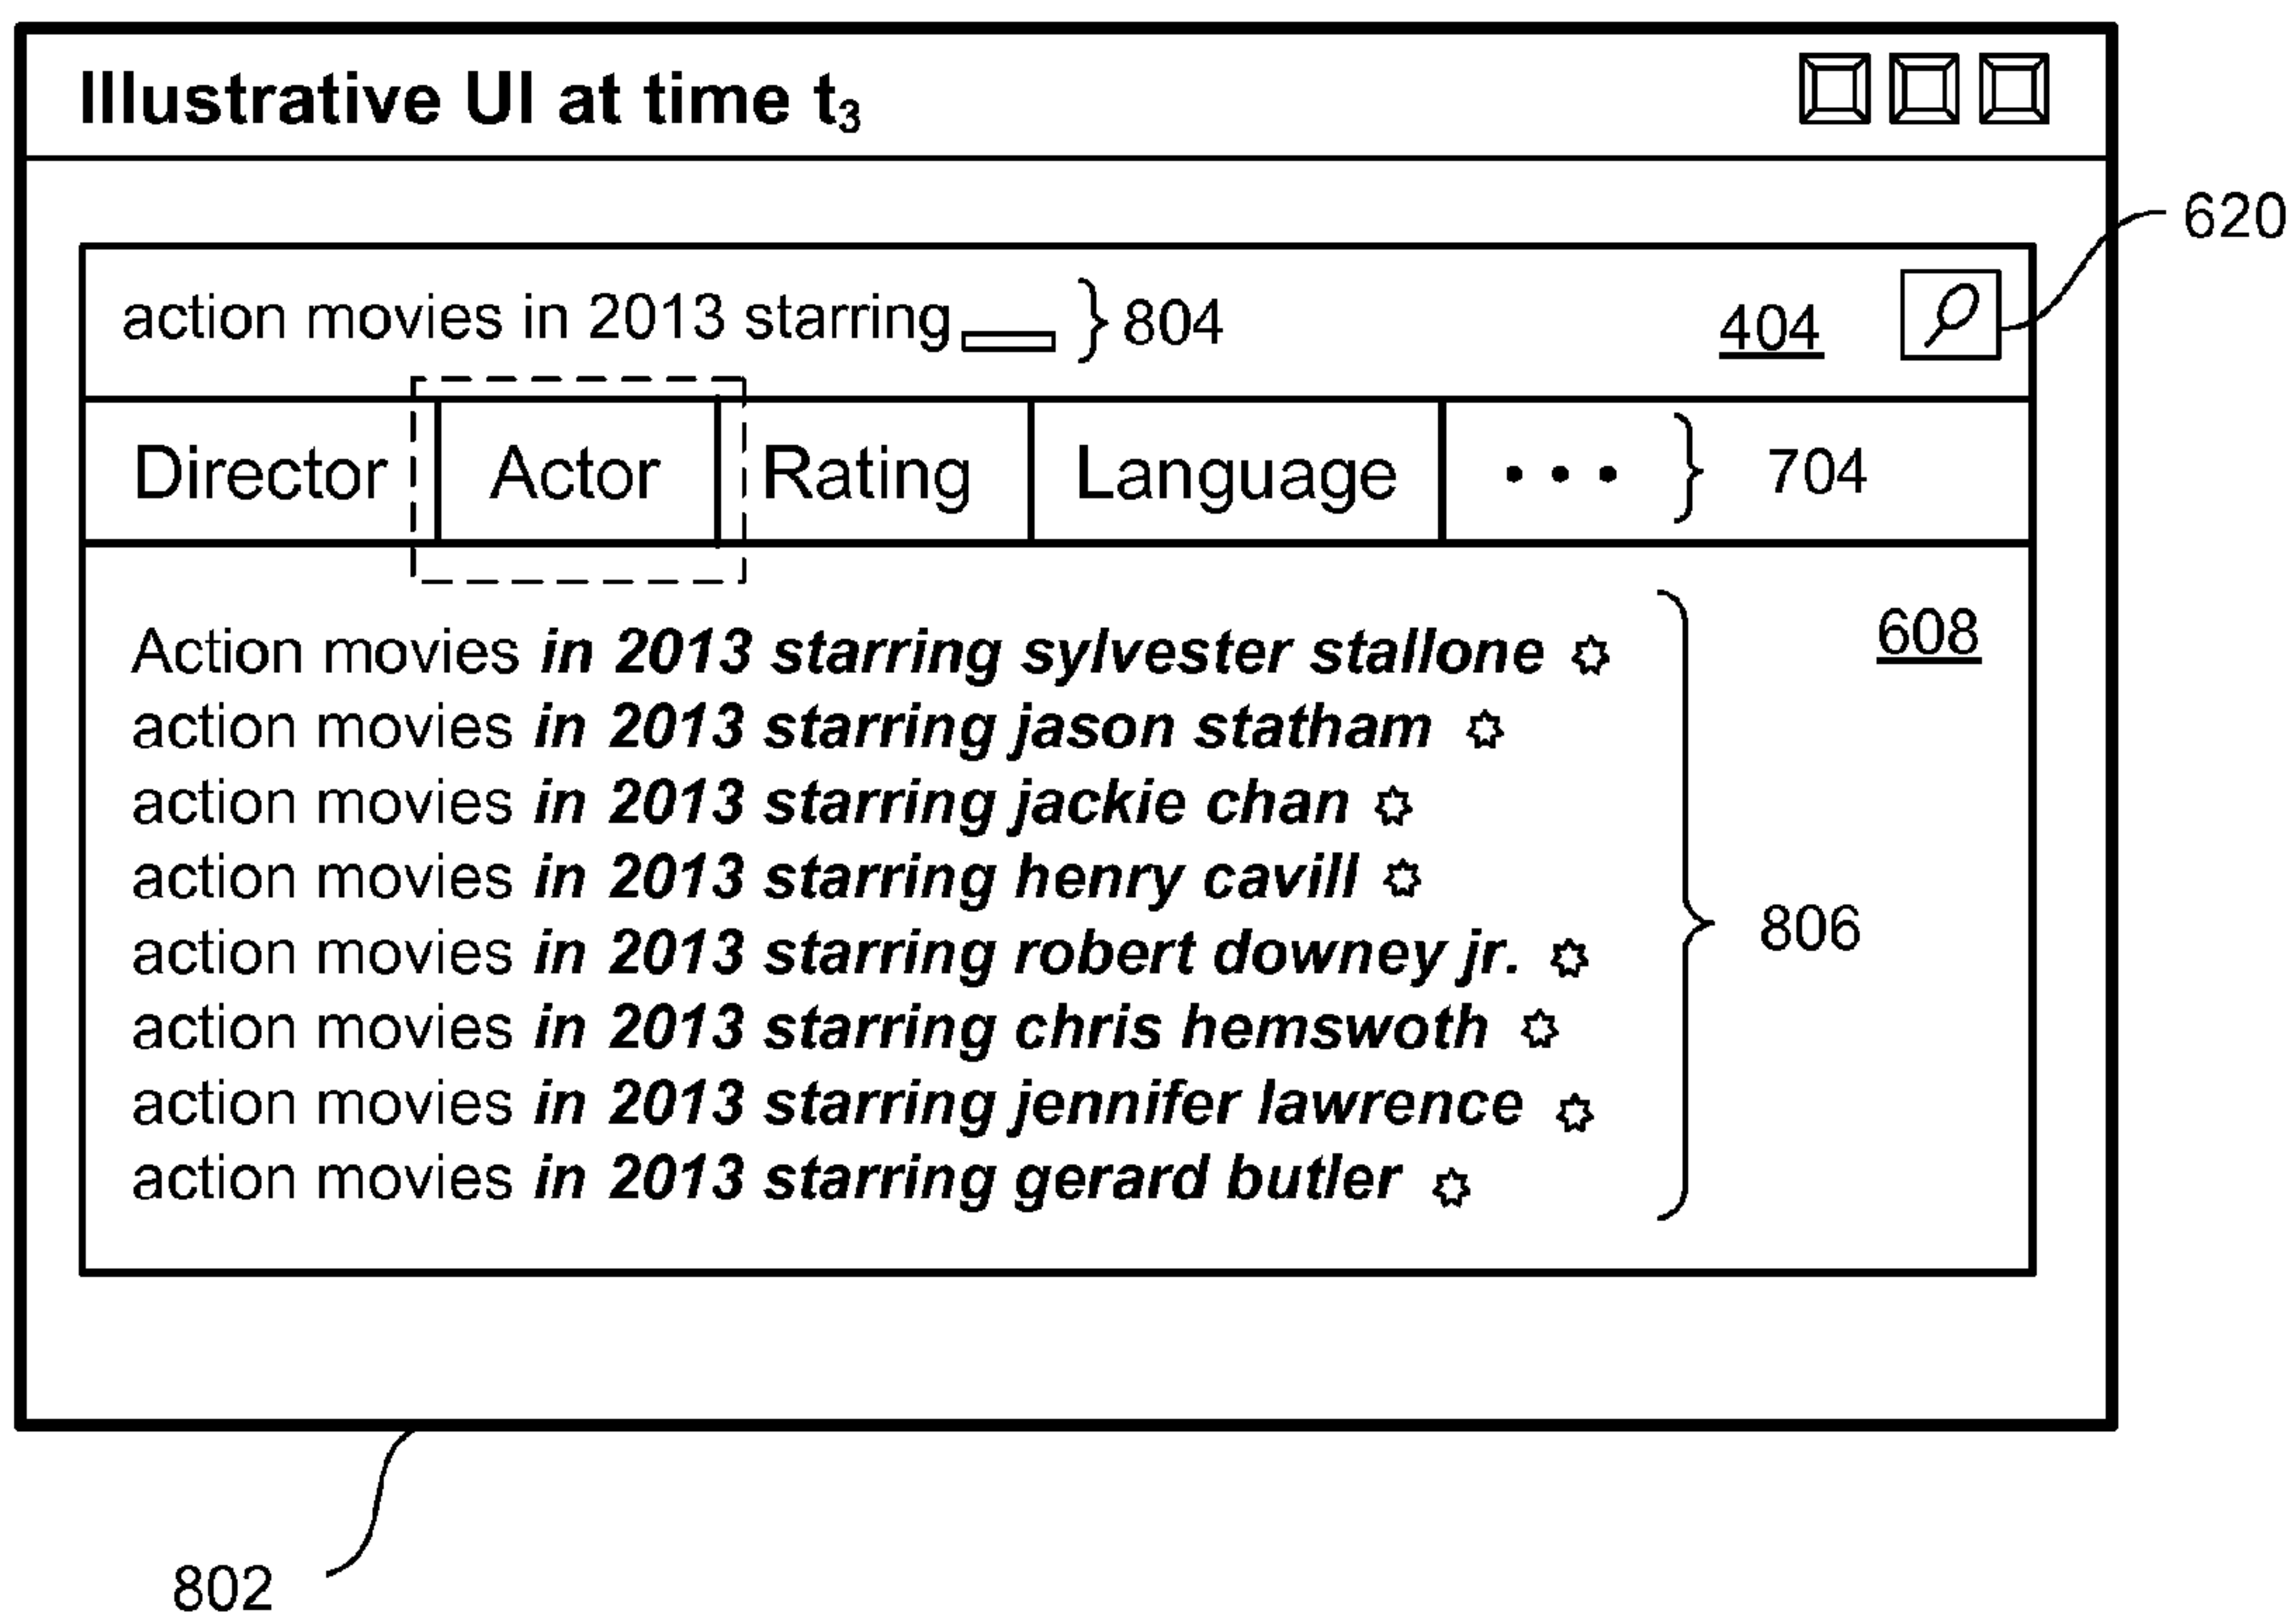 Illustrative UI at time t₃
620
action movies in 2013 starring 804 404
Director Actor Rating Language • • • 704
608
Action movies in 2013 starring sylvester stallone
action movies in 2013 starring jason statham
action movies in 2013 starring jackie chan
action movies in 2013 starring henry cavill
806
action movies in 2013 starring robert downey jr.
action movies in 2013 starring chris hemswoth
action movies in 2013 starring jennifer lawrence
action movies in 2013 starring gerard butler
802